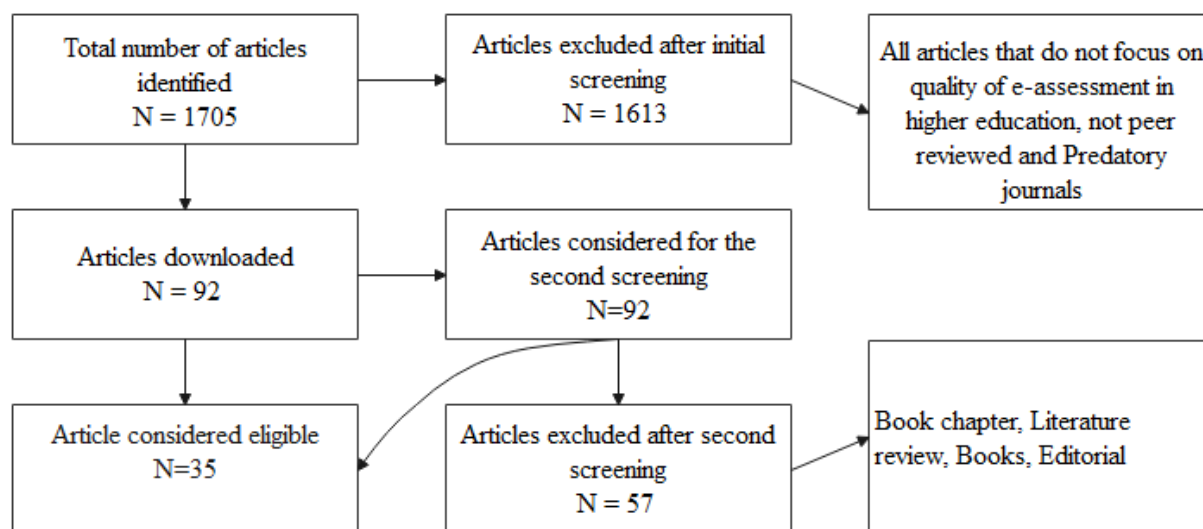 Total number of articles
identified
N = 1705
Articles excluded after initial
screening
N = 1613
All articles that do not focus on
quality of e-assessment in
higher education, not peer
reviewed and Predatory
journals
Articles downloaded
N = 92
Articles considered for the
second screening
N=92
Article considered eligible
N=35
Articles excluded after second
screening
N = 57
Book chapter, Literature
review, Books, Editorial